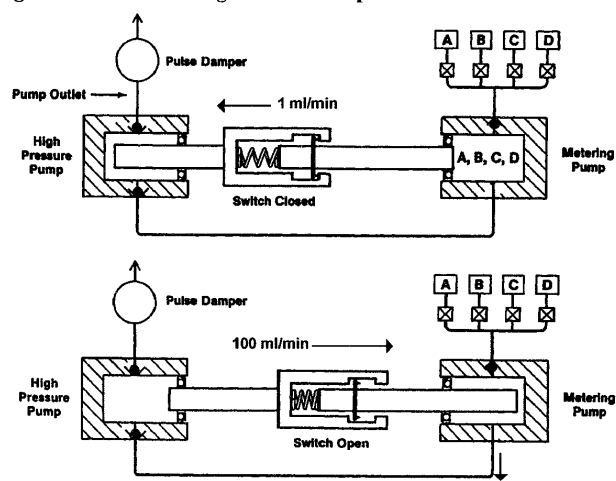 A B C D
Pulse Damper
Pump Outlet
1 ml/min
High
Pressure
Pump
A, B, C, D
Metering
Pump
Switch Closed
A B C D
Pulse Damper
100 ml/min
High
Pressure
Pump
Metering
Pump
Switch Open